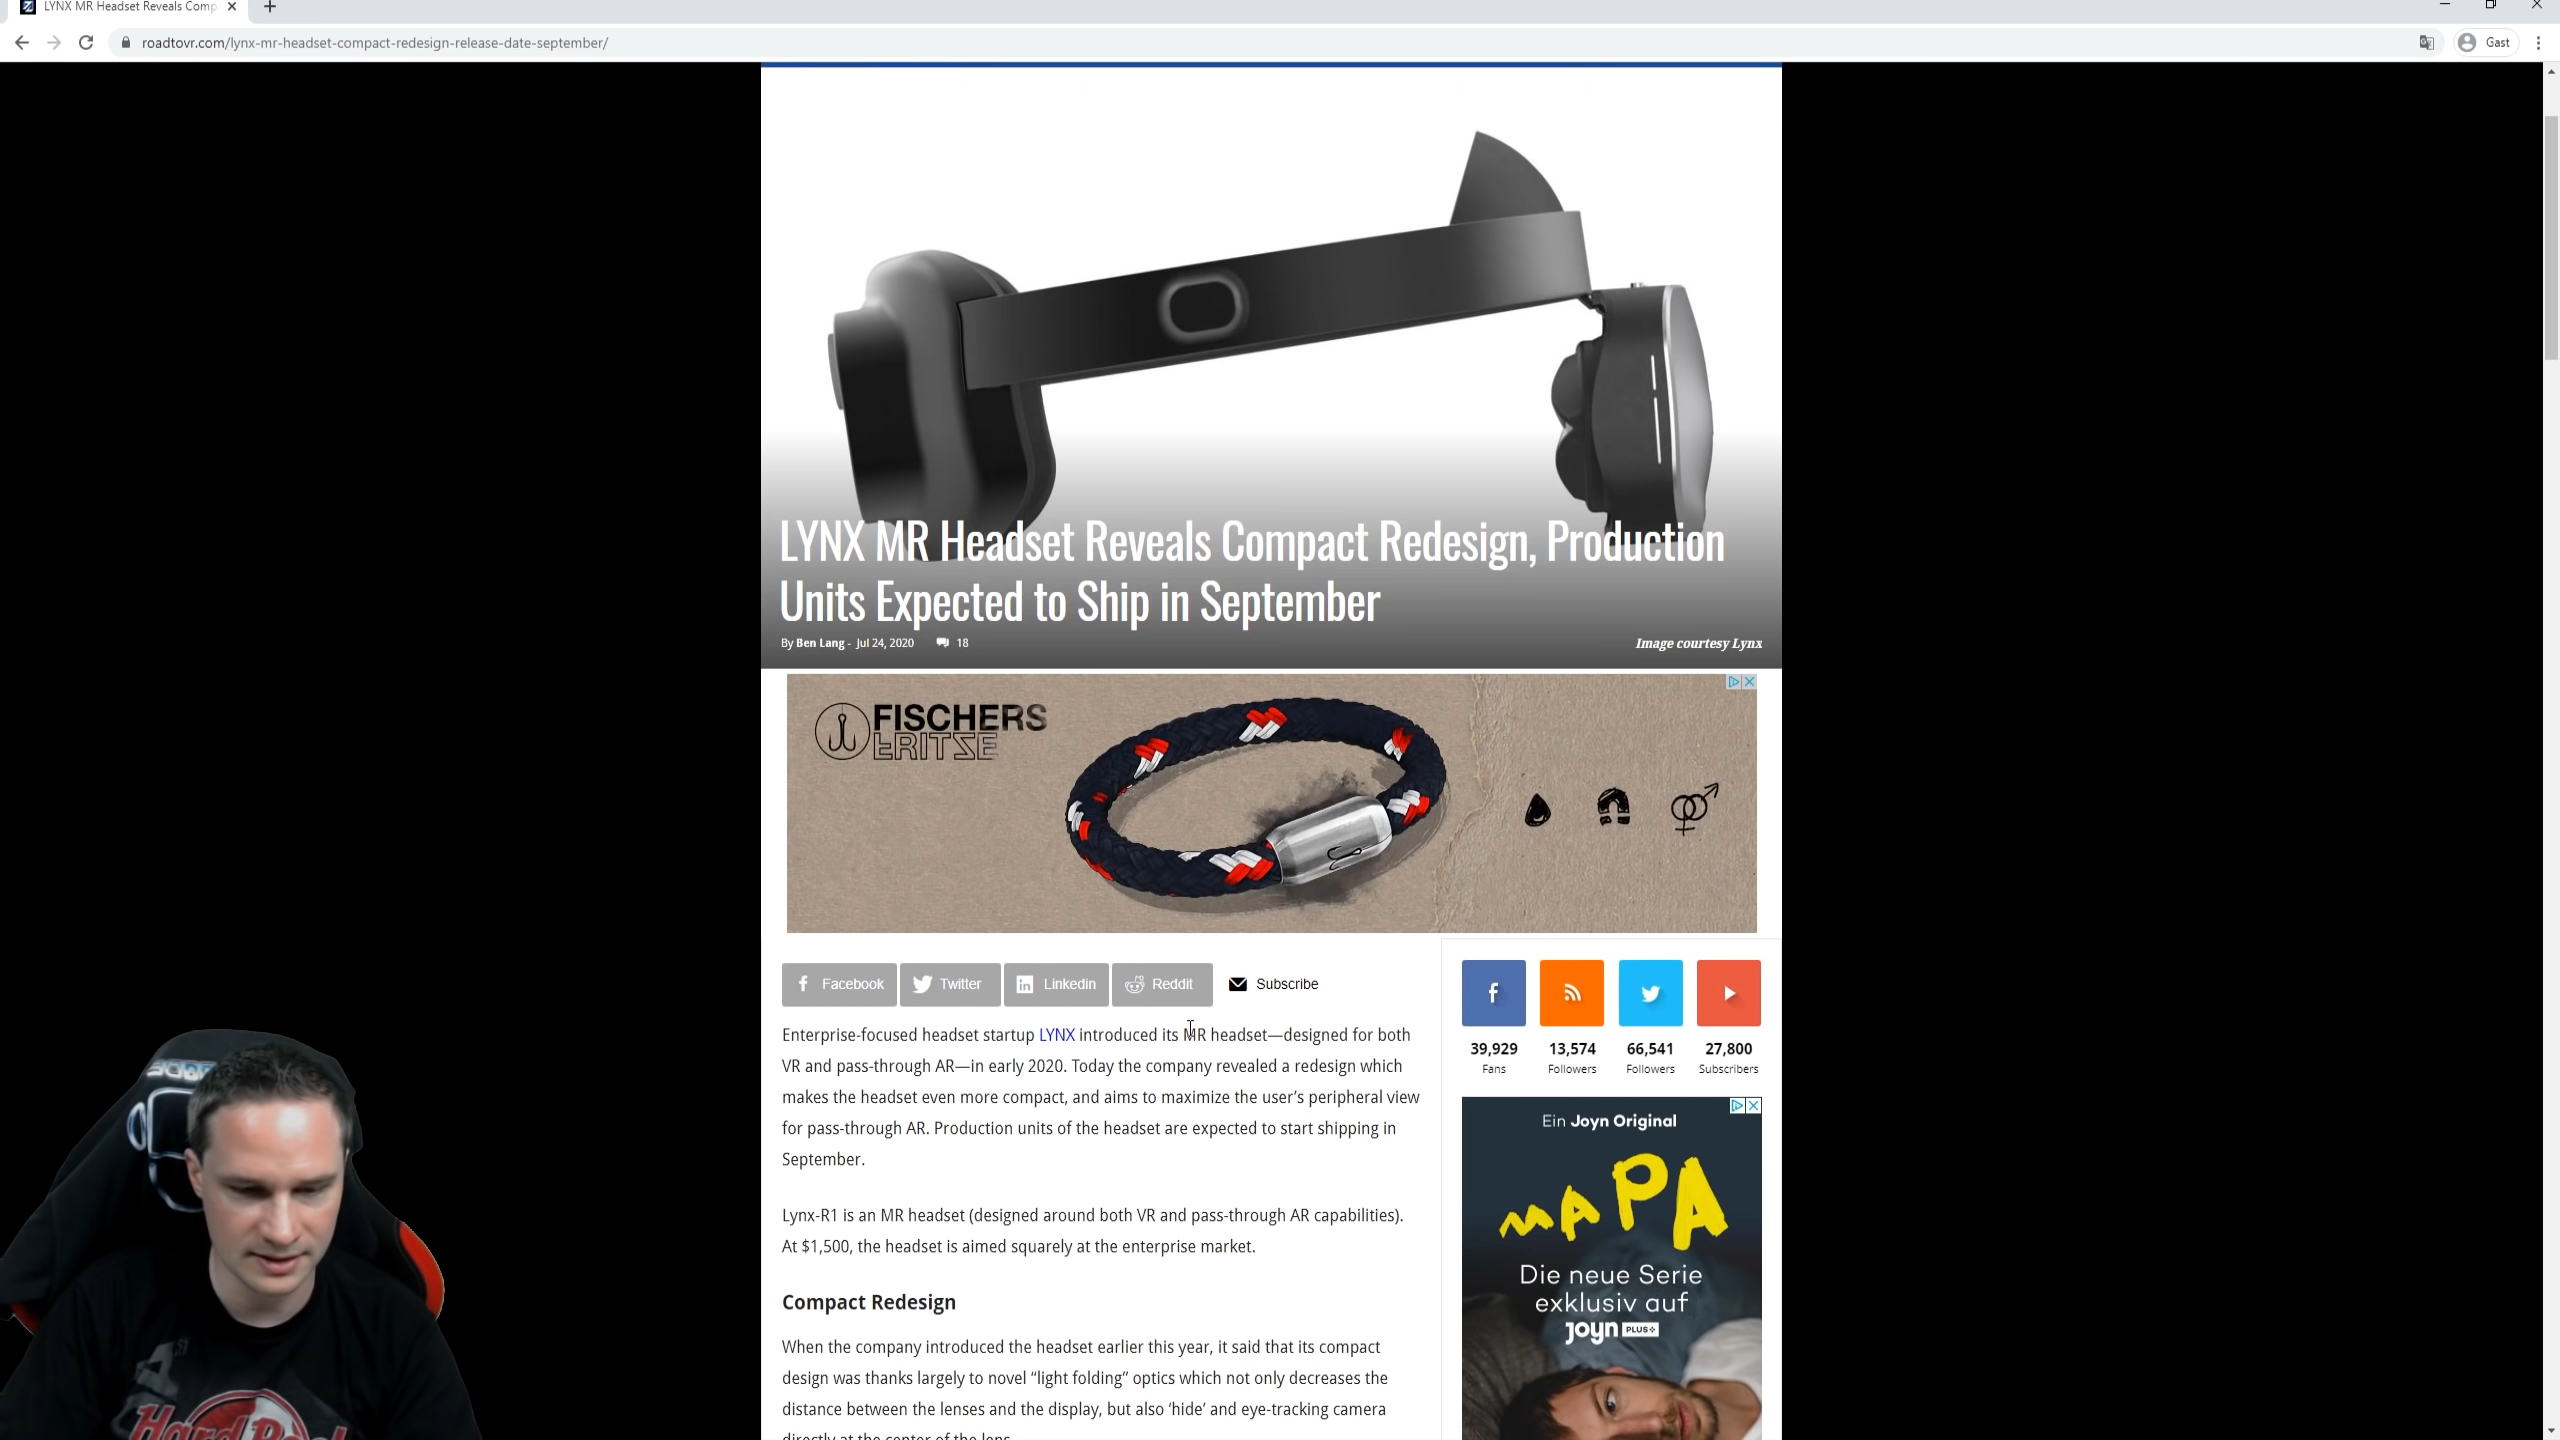 LYNX MR Headset Reveals Comp
roadtovr.com/lynx-mr-headset-compact-redesign-release-date-september/
Gast
LYNX MR Headset Reveals Compact Redesign, Production
Units Expected to Ship in September
By Ben Lang - Jul 24, 2020 18
Image courtesy Lynx
FISCHERS
FRITZE
Facebook
Twitter
Linkedin
Reddit
Subscribe
Enterprise-focused headset startup LYNX introduced its MR headset—designed for both
VR and pass-through AR—in early 2020. Today the company revealed a redesign which
makes the headset even more compact, and aims to maximize the user’s peripheral view
for pass-through AR. Production units of the headset are expected to start shipping in
September.
Lynx-R1 is an MR headset (designed around both VR and pass-through AR capabilities).
At $1,500, the headset is aimed squarely at the enterprise market.
Compact Redesign
When the company introduced the headset earlier this year, it said that its compact
design was thanks largely to novel “light folding” optics which not only decreases the
distance between the lenses and the display, but also ‘hide’ and eye-tracking camera
directly at the center of the lens.
39,929
Fans
13,574
Followers
66,541
Followers
27,800
Subscribers
Ein Joyn Original
MAPA
Die neue Serie
exklusiv auf
joyn PLUS+
Hard Ro